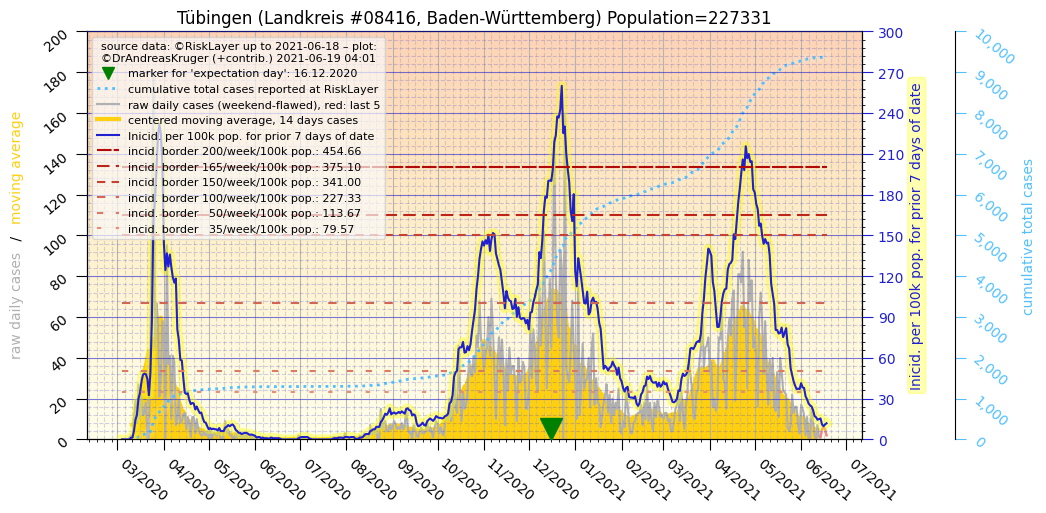 Tübingen (Landkreis #08416, Baden-Württemberg) Population=227331
source data: ©RiskLayer up to 2021-06-18 – plot:
©DrAndreasKruger (+contrib.) 2021-06-19 04:01
marker for 'expectation day': 16.12.2020
cumulative total cases reported at RiskLayer
raw daily cases (weekend-flawed), red: last 5
centered moving average, 14 days cases
Inicid. per 100k pop. for prior 7 days of date
incid. border 200/week/100k pop.: 454.66
incid. border 165/week/100k pop.: 375.10
incid. border 150/week/100k pop.: 341.00
incid. border 100/week/100k pop.: 227.33
incid. border 50/week/100k pop.: 113.67
incid. border 35/week/100k pop.: 79.57
raw daily cases / moving average
200
180
160
140
120
100
80
60
40
20
0
300
270
240
210
180
150
120
90
60
30
0
Inicid. per 100k pop. for prior 7 days of date
10,000
9,000
8,000
7,000
6,000
5,000
4,000
3,000
2,000
1,000
0
cumulative total cases
03/2020
04/2020
05/2020
06/2020
07/2020
08/2020
09/2020
10/2020
11/2020
12/2020
01/2021
02/2021
03/2021
04/2021
05/2021
06/2021
07/2021